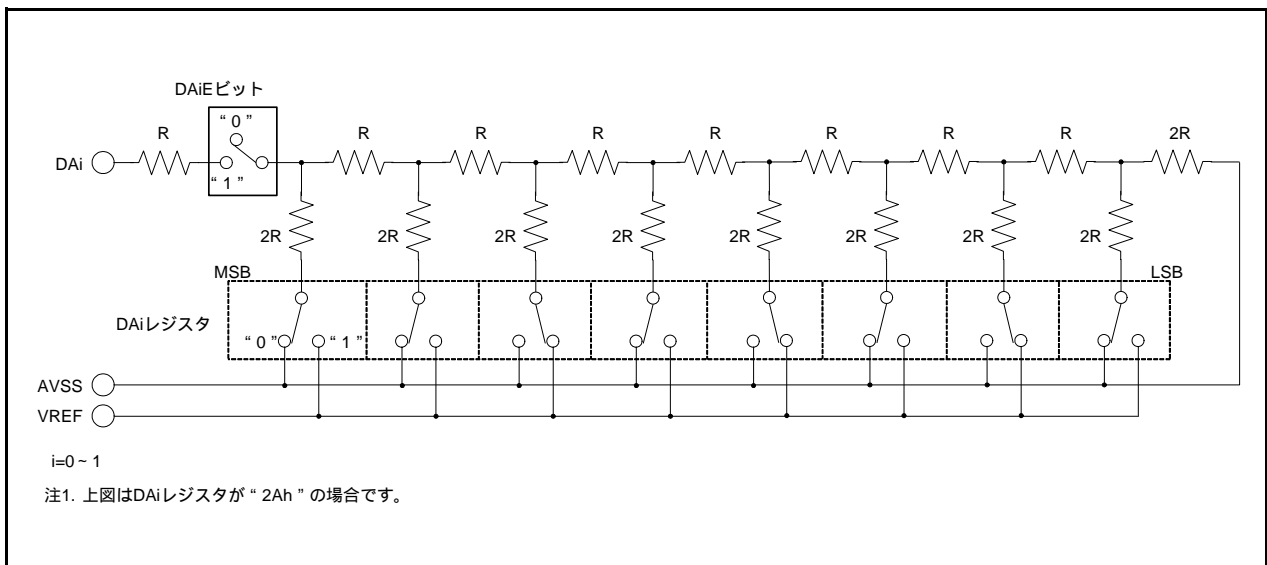 DAiEビット
“ 0 ”
“ 1 ”
DAi
R
R
R
R
R
R
R
R
2R
2R
2R
2R
2R
2R
2R
2R
2R
MSB
LSB
DAiレジスタ
“ 0 ”
“ 1 ”
AVSS
VREF
i=0～1
注1. 上図はDAiレジスタが“ 2Ah ”の場合です。